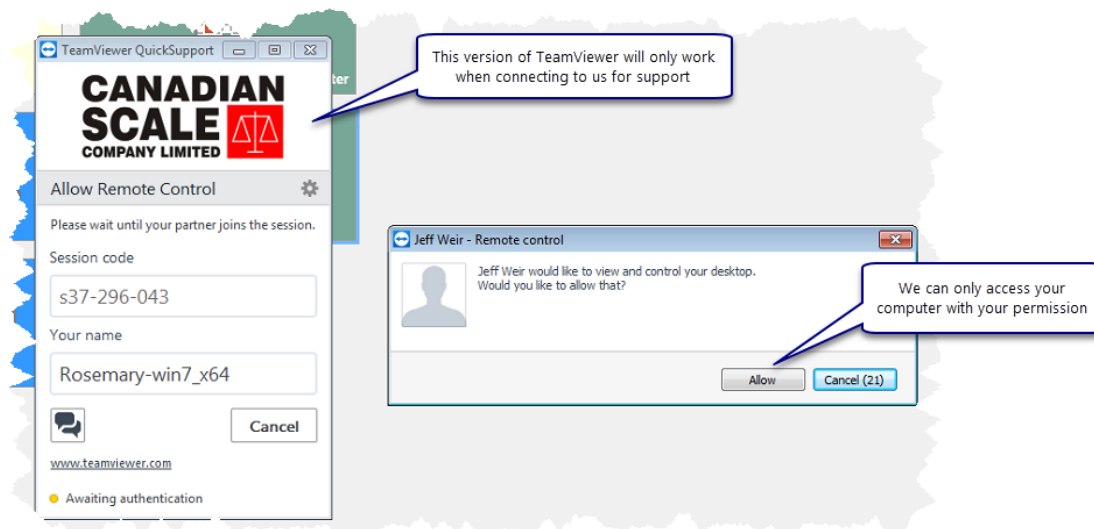 TeamViewer QuickSupport
ter
This version of TeamViewer will only work
when connecting to us for support
CANADIAN
SCALE
COMPANY LIMITED
Allow Remote Control
Please wait until your partner joins the session.
Session code
s37-296-043
Your name
Rosemary-win7_x64
Cancel
www.teamviewer.com
Awaiting authentication
Jeff Weir - Remote control
Jeff Weir would like to view and control your desktop.
Would you like to allow that?
We can only access your
computer with your permission
Allow
Cancel (21)